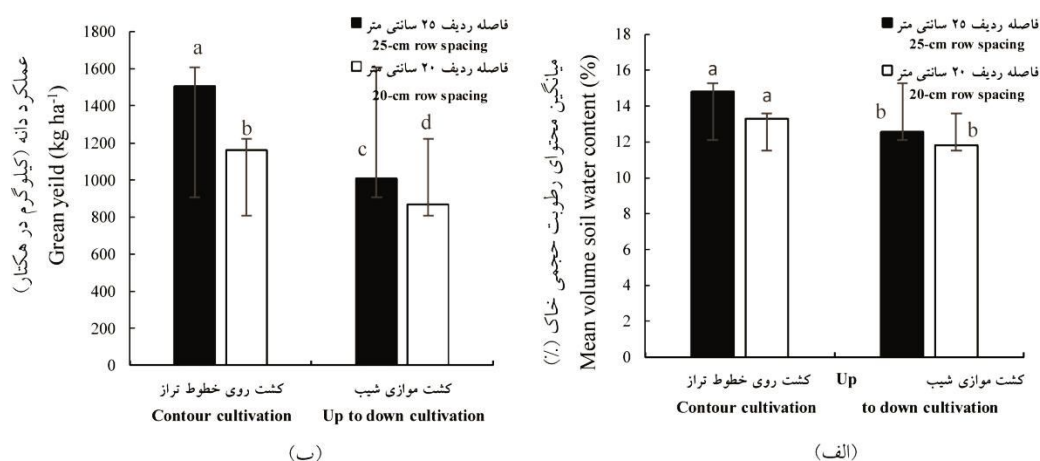 فاصله ردیف ۲۵ سانتی متر
25-cm row spacing
فاصله ردیف ۲۰ سانتی متر
20-cm row spacing
میانگین محتوای رطوبت حجمی خاک (٪)
Mean volume soil water content (%)
18
16
14
12
10
8
6
4
2
0
a
a
b
b
کشت روی خطوط تراز
Contour cultivation
Up کشت موازی شیب
to down cultivation
(الف)
فاصله ردیف ۲۵ سانتی متر
25-cm row spacing
فاصله ردیف ۲۰ سانتی متر
20-cm row spacing
عملکرد دانه (کیلوگرم در هکتار)
Grean yeild (kg ha⁻¹)
1800
1600
1400
1200
1000
800
600
400
200
0
a
b
c
d
کشت روی خطوط تراز
Contour cultivation
کشت موازی شیب
Up to down cultivation
(ب)